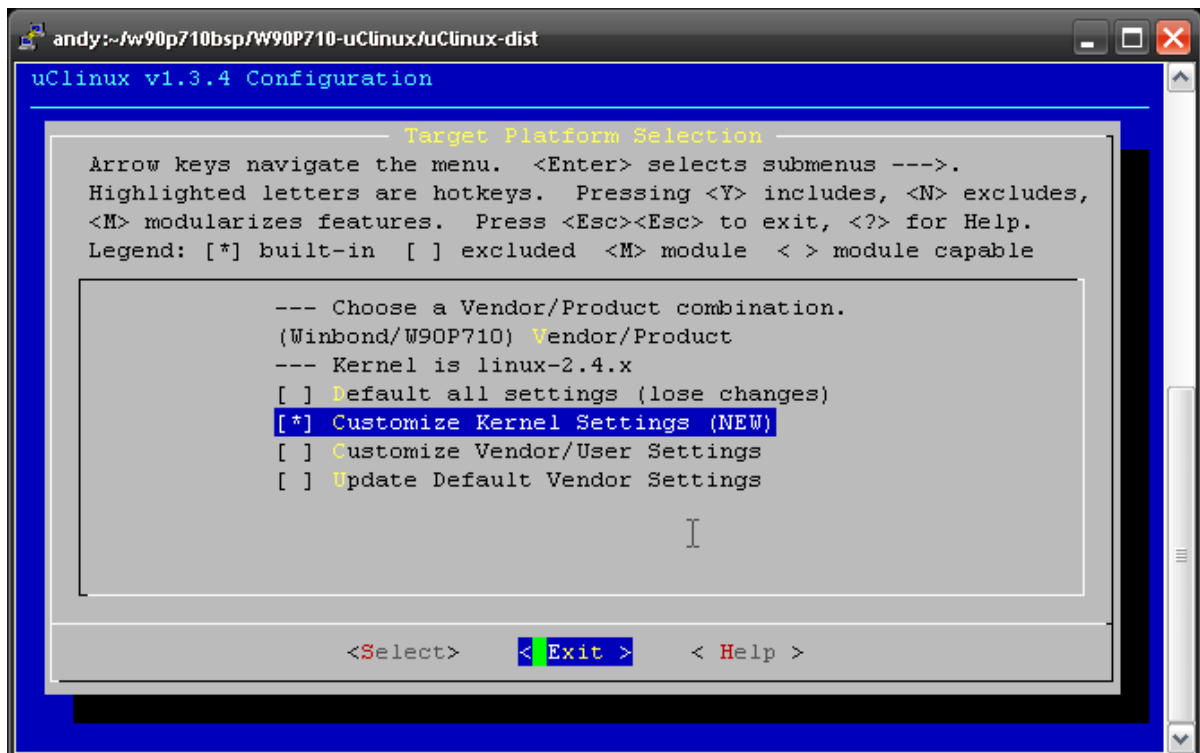 andy:~/w90p710bsp/W90P710-uClinux/uClinux-dist
uClinux v1.3.4 Configuration
Target Platform Selection
Arrow keys navigate the menu. <Enter> selects submenus --->.
Highlighted letters are hotkeys. Pressing <Y> includes, <N> excludes,
<M> modularizes features. Press <Esc><Esc> to exit, <?> for Help.
Legend: [*] built-in [ ] excluded <M> module < > module capable
--- Choose a Vendor/Product combination.
(Winbond/W90P710) Vendor/Product
--- Kernel is linux-2.4.x
[ ] Default all settings (lose changes)
[*] Customize Kernel Settings (NEW)
[ ] Customize Vendor/User Settings
[ ] Update Default Vendor Settings
<Select> < Exit > < Help >